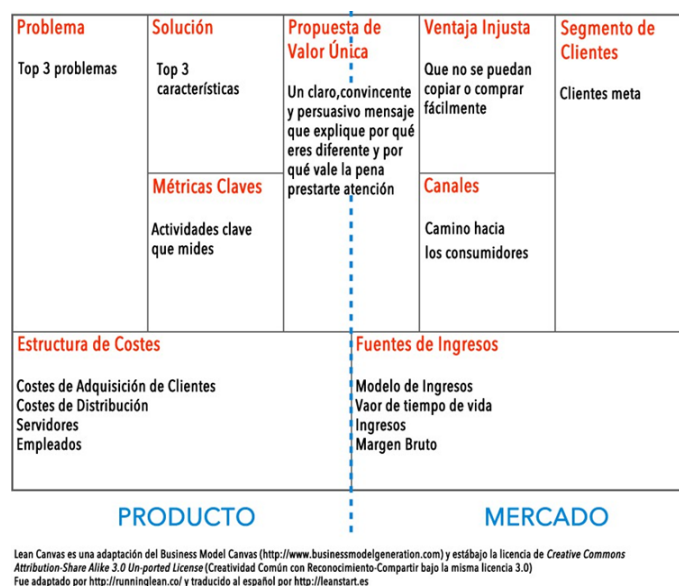 Problema
Top 3 problemas
Solución
Top 3
características
Métricas Claves
Actividades clave
que mides
Propuesta de
Valor Única
Un claro,convincente
y persuasivo mensaje
que explique por qué
eres diferente y por
qué vale la pena
prestarte atención
Ventaja Injusta
Que no se puedan
copiar o comprar
fácilmente
Canales
Camino hacia
los consumidores
Segmento de
Clientes
Clientes meta
Estructura de Costes
Costes de Adquisición de Clientes
Costes de Distribución
Servidores
Empleados
Fuentes de Ingresos
Modelo de Ingresos
Vaor de tiempo de vida
Ingresos
Margen Bruto
PRODUCTO
MERCADO
Lean Canvas es una adaptación del Business Model Canvas (http://www.businessmodelgeneration.com) y estábajo la licencia de Creative Commons
Attribution-Share Alike 3.0 Un-ported License (Creatividad Común con Reconocimiento-Compartir bajo la misma licencia 3.0)
Fue adaptado por http://runninglean.co/ y traducido al español por http://leanstart.es